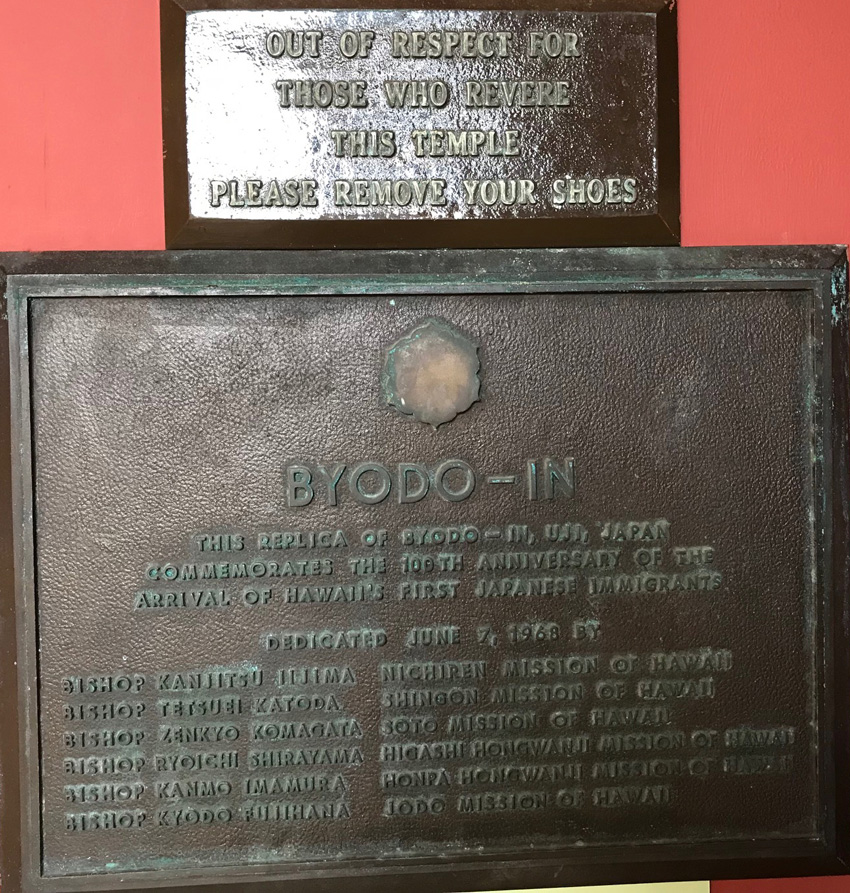 OUT OF RESPECT FOR
THOSE WHO REVERE
THIS TEMPLE
PLEASE REMOVE YOUR SHOES
BYODO-IN
THIS REPLICA OF BYODO-IN, UJI, JAPAN
COMMEMORATES THE 100TH ANNIVERSARY OF THE
ARRIVAL OF HAWAII'S FIRST JAPANESE IMMIGRANTS
DEDICATED JUNE 7, 1968 BY
BISHOP KANJITSU IIJIMA NICHIREN MISSION OF HAWAII
BISHOP TETSUEI KATODA SHINGON MISSION OF HAWAII
BISHOP ZENKYO KOMAGATA SOTO MISSION OF HAWAII
BISHOP RYOICHI SHIRAYAMA HIGASHI HONGWANJI MISSION OF HAWAII
BISHOP KANMO IMAMURA HONPA HONGWANJI MISSION OF HAWAII
BISHOP KYODO FUJIHANA JODO MISSION OF HAWAII